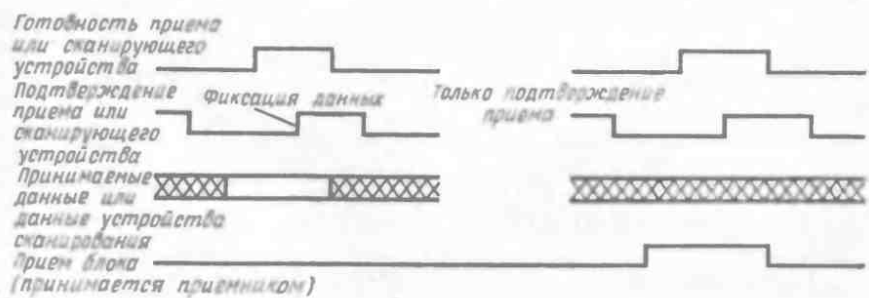 Готовность приема
или сканирующего
устройства
Подтверждение
приема или
сканирующего
устройства
Фиксация данных
Только подтверждение
приема
Принимаемые
данные или
данные устройства
сканирования
Прием блока
(принимается приемником)